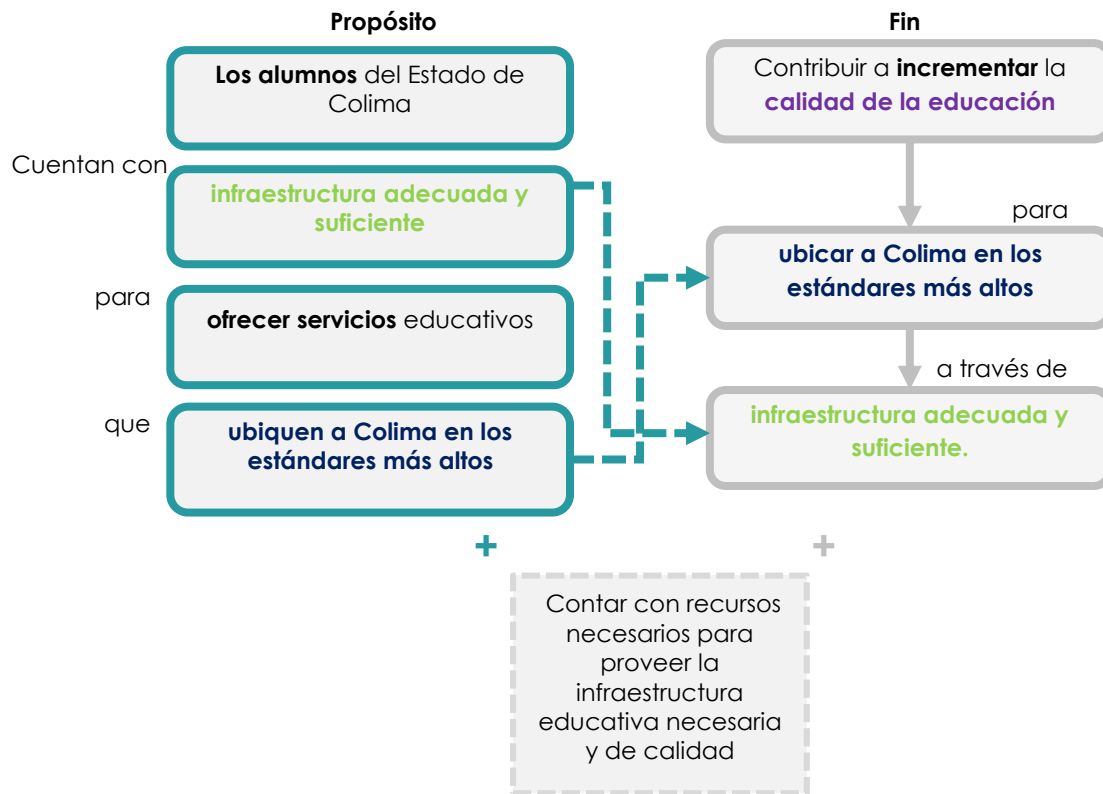 Propósito
Los alumnos del Estado de
Colima
Cuentan con
infraestructura adecuada y
suficiente
para
ofrecer servicios educativos
que
ubiquen a Colima en los
estándares más altos
Fin
Contribuir a incrementar la
calidad de la educación
para
ubicar a Colima en los
estándares más altos
a través de
infraestructura adecuada y
suficiente.
+
+
Contar con recursos
necesarios para
proveer la
infraestructura
educativa necesaria
y de calidad